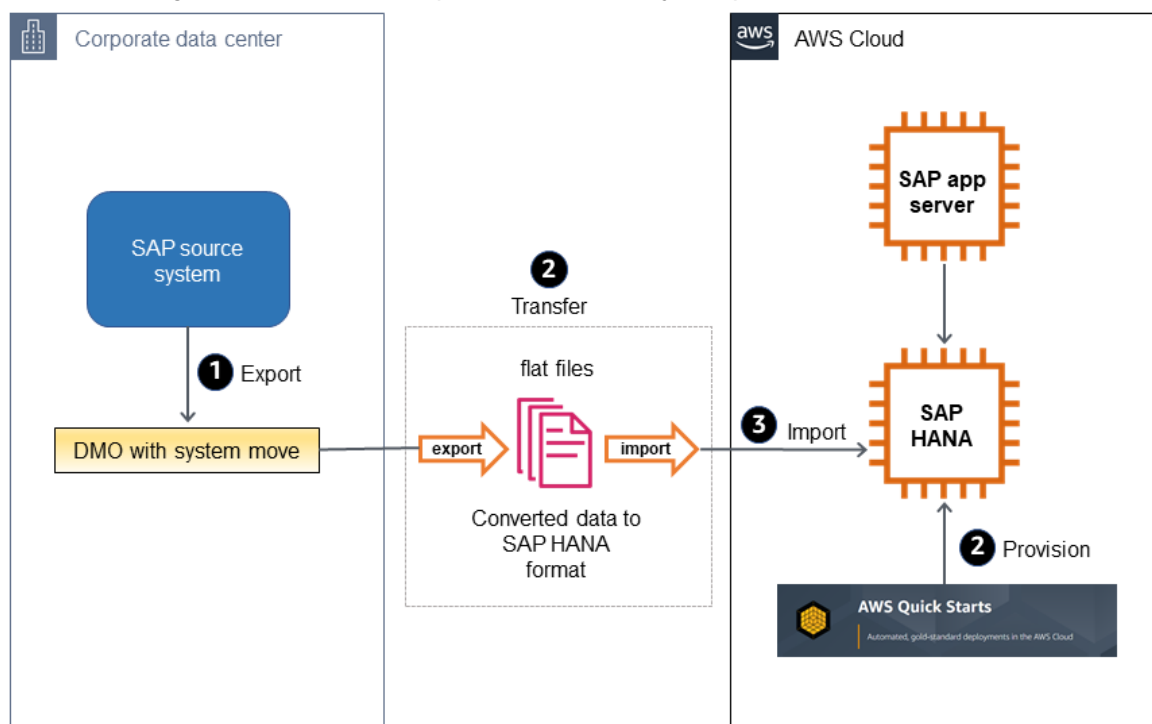 Corporate data center
aws
AWS Cloud
SAP app
server
SAP source
system
2
Transfer
1 Export
flat files
SAP
HANA
3 Import
DMO with system move
export
import
Converted data to
SAP HANA
format
2 Provision
AWS Quick Starts
Automated, gold-standard deployments in the AWS Cloud